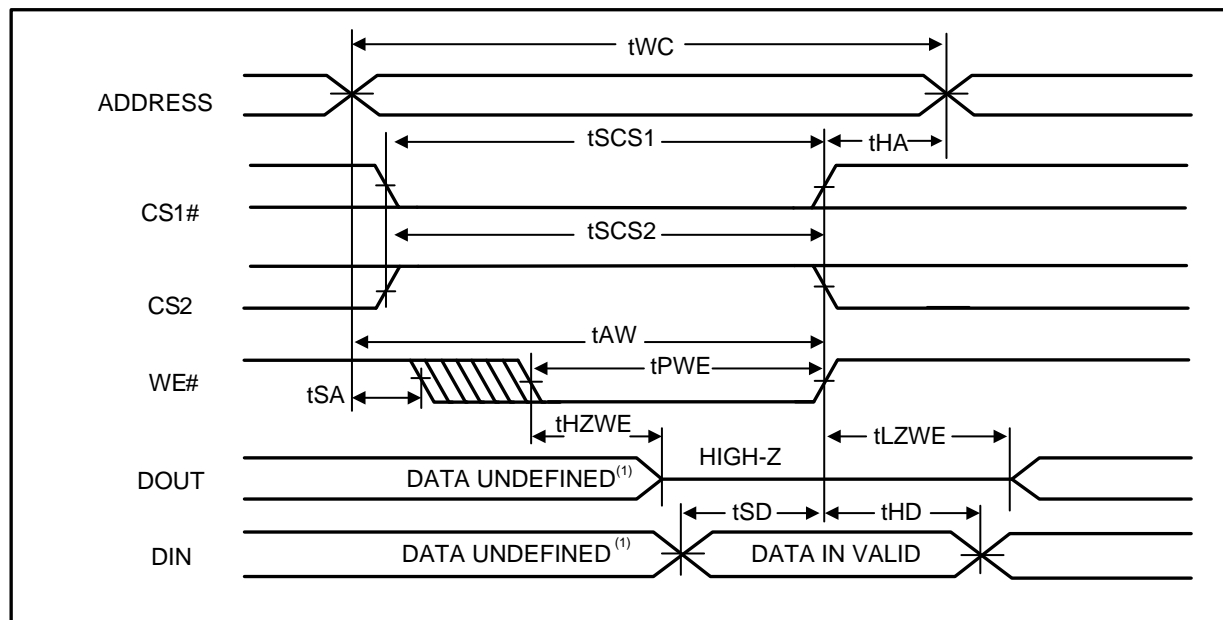 tWC
ADDRESS
tSCS1
tHA
CS1#
tSCS2
CS2
tAW
WE#
tPWE
tSA
tHZWE
tLZWE
HIGH-Z
DOUT
DATA UNDEFINED(1)
tSD
tHD
DIN
DATA UNDEFINED (1)
DATA IN VALID